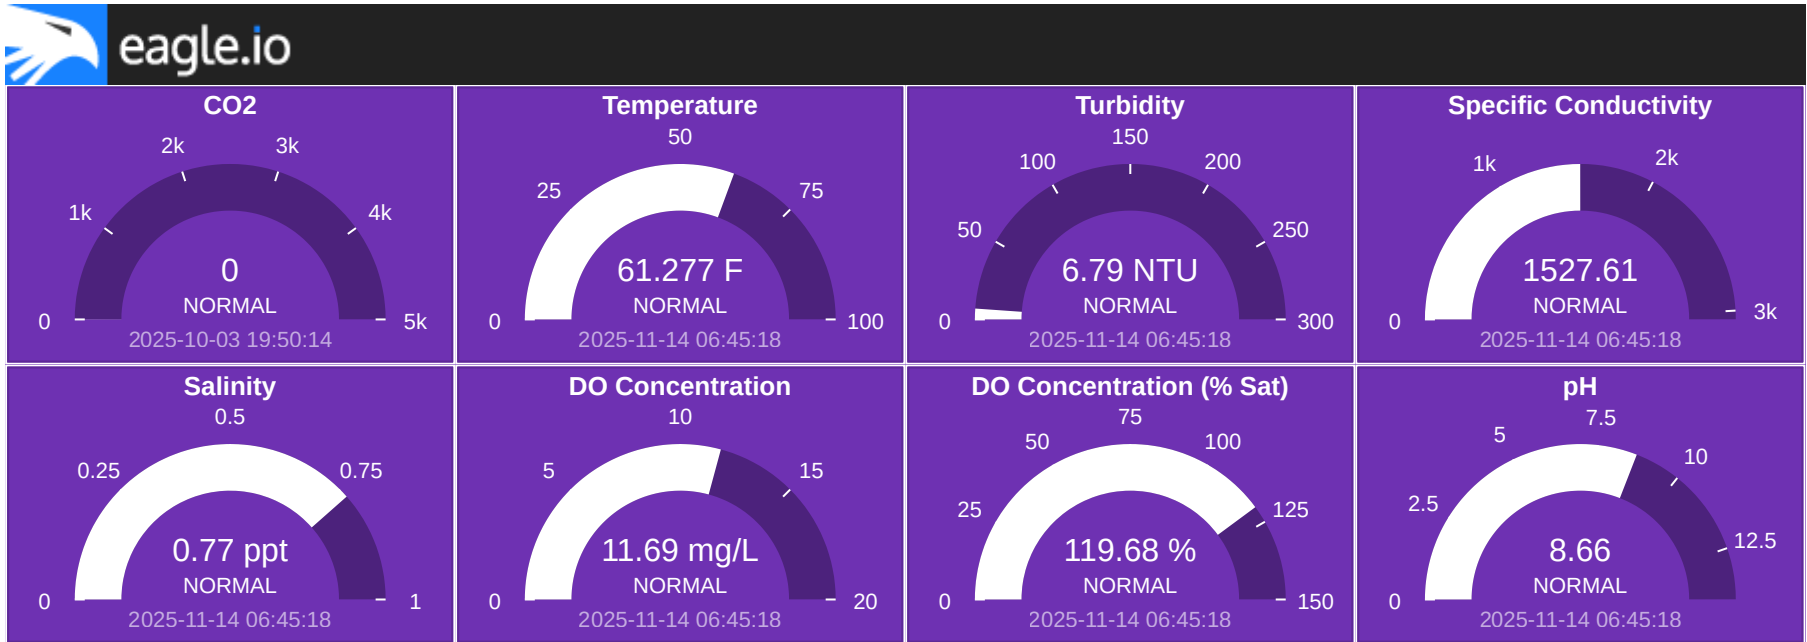 eagle.io
CO2
2k
3k
1k
4k
0
NORMAL
0
5k
2025-10-03 19:50:14
Temperature
50
25
75
61.277 F
NORMAL
0
100
2025-11-14 06:45:18
Turbidity
150
100
200
50
250
6.79 NTU
NORMAL
0
300
2025-11-14 06:45:18
Specific Conductivity
1k
2k
1527.61
NORMAL
0
3k
2025-11-14 06:45:18
Salinity
0.5
0.25
0.75
0.77 ppt
NORMAL
0
1
2025-11-14 06:45:18
DO Concentration
10
5
15
11.69 mg/L
NORMAL
0
20
2025-11-14 06:45:18
DO Concentration (% Sat)
75
50
100
25
125
119.68 %
NORMAL
0
150
2025-11-14 06:45:18
pH
7.5
5
10
2.5
12.5
8.66
NORMAL
0
2025-11-14 06:45:18